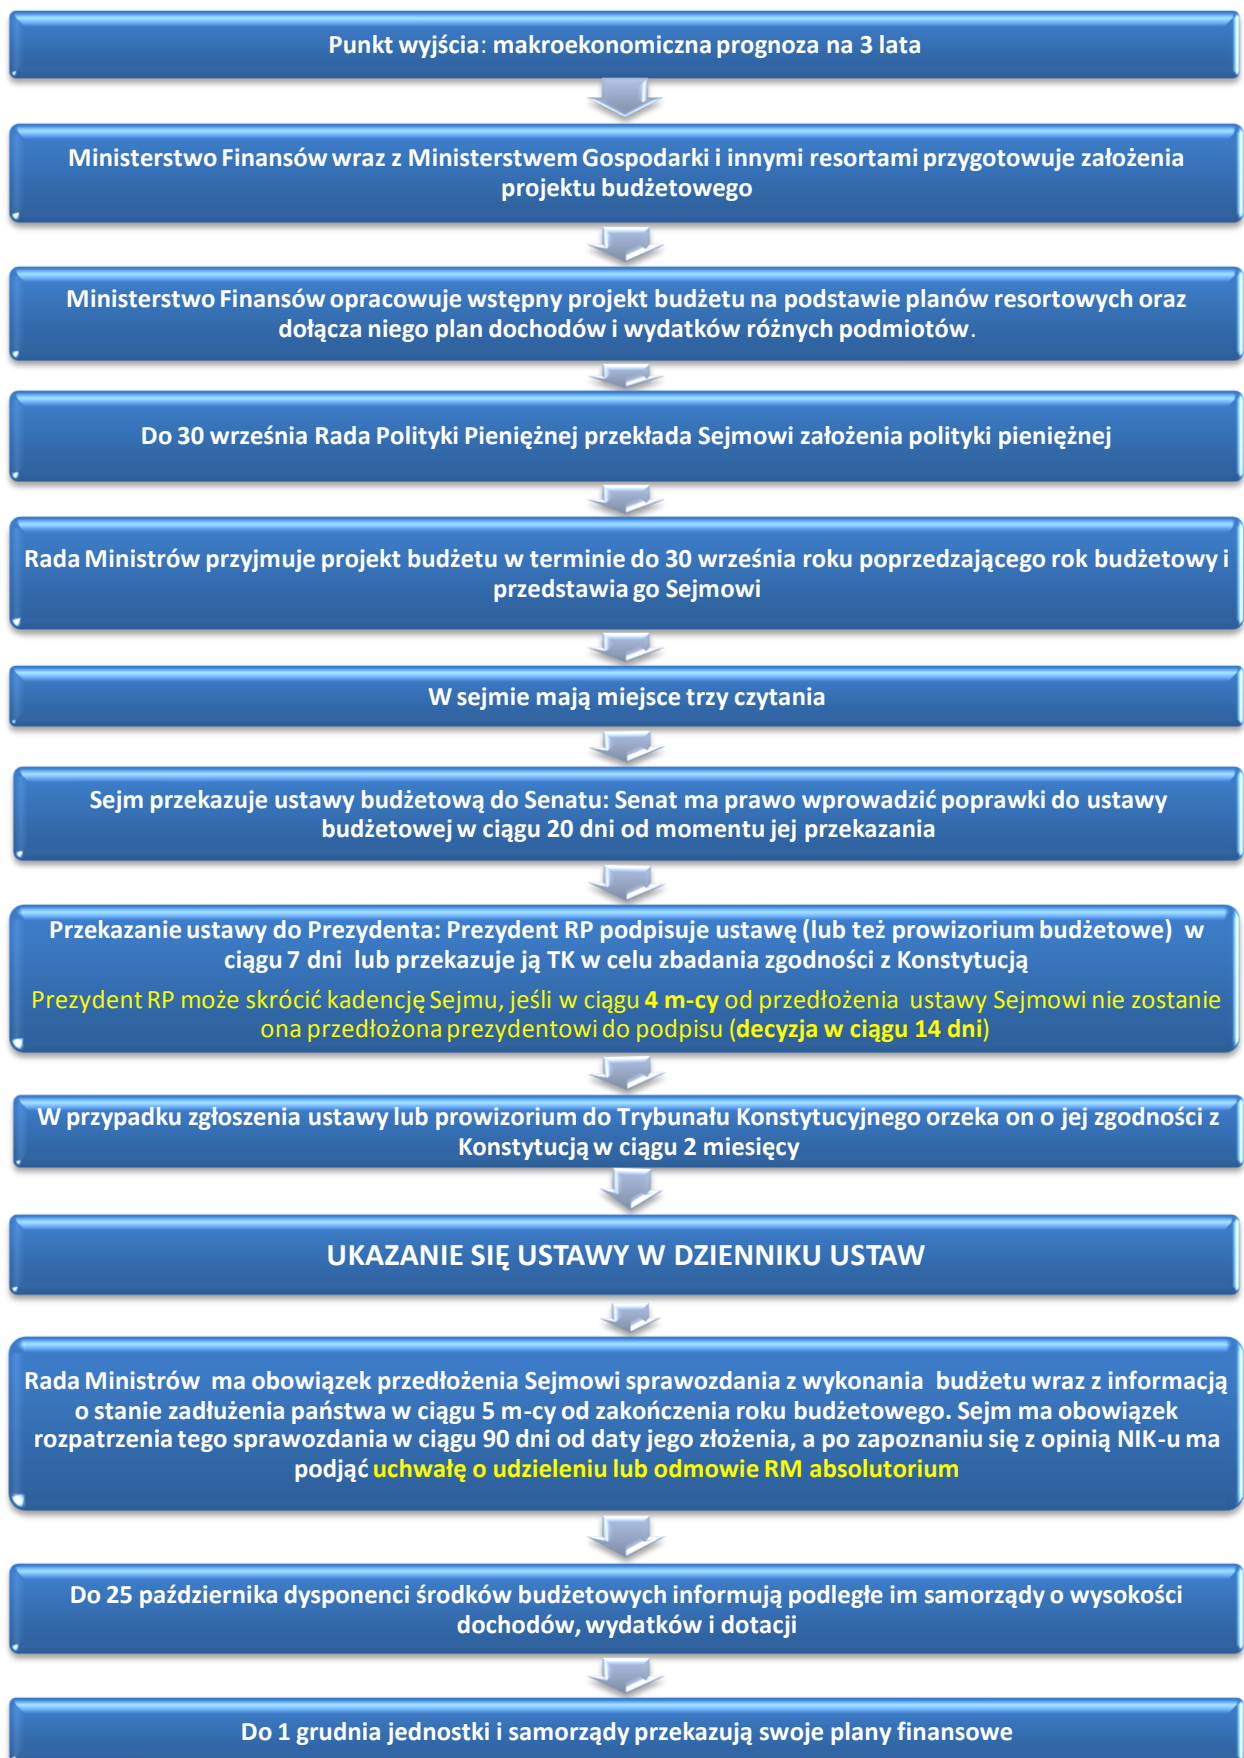 Punkt wyjścia: makroekonomiczna prognoza na 3 lata
Ministerstwo Finansów wraz z Ministerstwem Gospodarki i innymi resortami przygotowuje założenia
projektu budżetowego
Ministerstwo Finansów opracowuje wstępny projekt budżetu na podstawie planów resortowych oraz
dołącza niego plan dochodów i wydatków różnych podmiotów.
Do 30 września Rada Polityki Pieniężnej przekłada Sejmowi założenia polityki pieniężnej
Rada Ministrów przyjmuje projekt budżetu w terminie do 30 września roku poprzedzającego rok budżetowy i
przedstawia go Sejmowi
W sejmie mają miejsce trzy czytania
Sejm przekazuje ustawy budżetową do Senatu: Senat ma prawo wprowadzić poprawki do ustawy
budżetowej w ciągu 20 dni od momentu jej przekazania
Przekazanie ustawy do Prezydenta: Prezydent RP podpisuje ustawę (lub też prowizorium budżetowe) w
ciągu 7 dni lub przekazuje ją TK w celu zbadania zgodności z Konstytucją
Prezydent RP może skrócić kadencję Sejmu, jeśli w ciągu 4 m-cy od przedłożenia ustawy Sejmowi nie zostanie
ona przedłożona prezydentowi do podpisu (decyzja w ciągu 14 dni)
W przypadku zgłoszenia ustawy lub prowizorium do Trybunału Konstytucyjnego orzeka on o jej zgodności z
Konstytucją w ciągu 2 miesięcy
UKAZANIE SIĘ USTAWY W DZIENNIKU USTAW
Rada Ministrów ma obowiązek przedłożenia Sejmowi sprawozdania z wykonania budżetu wraz z informacją
o stanie zadłużenia państwa w ciągu 5 m-cy od zakończenia roku budżetowego. Sejm ma obowiązek
rozpatrzenia tego sprawozdania w ciągu 90 dni od daty jego złożenia, a po zapoznaniu się z opinią NIK-u ma
podjąć uchwałę o udzieleniu lub odmowie RM absolutorium
Do 25 października dysponenci środków budżetowych informują podległe im samorządy o wysokości
dochodów, wydatków i dotacji
Do 1 grudnia jednostki i samorządy przekazują swoje plany finansowe